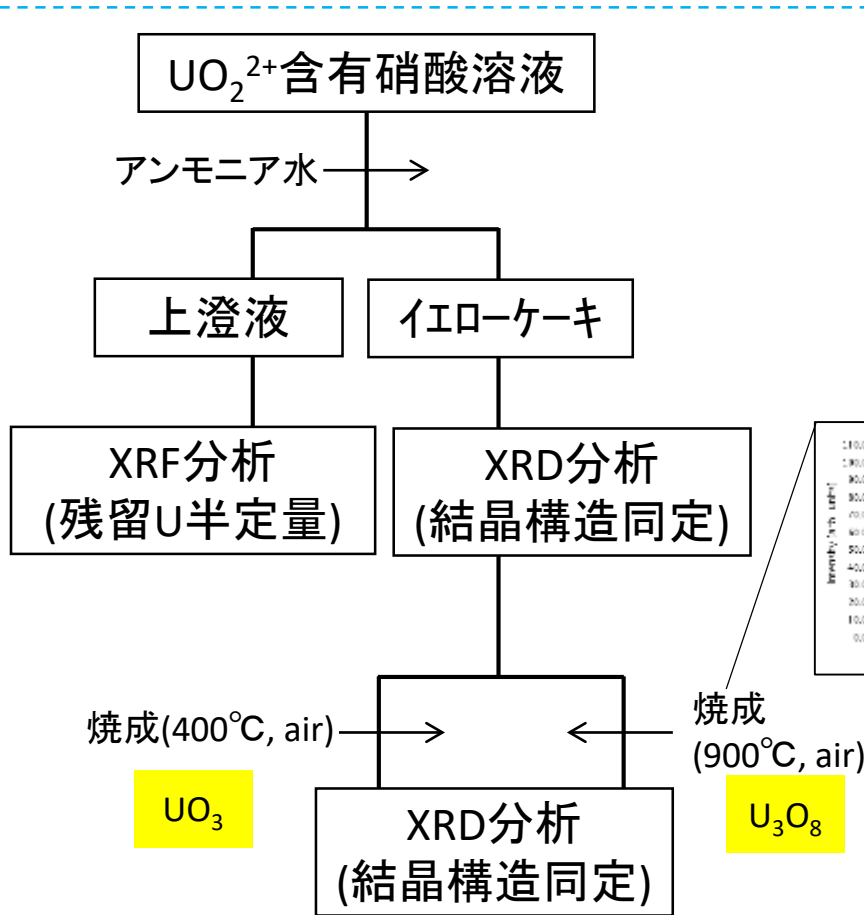 UO₂²⁺含有硝酸溶液
アンモニア水
上澄液
イエローケーキ
XRF分析
(残留U半定量)
XRD分析
(結晶構造同定)
焼成(400℃, air)
UO₃
焼成
(900℃, air)
U₃O₈
XRD分析
(結晶構造同定)